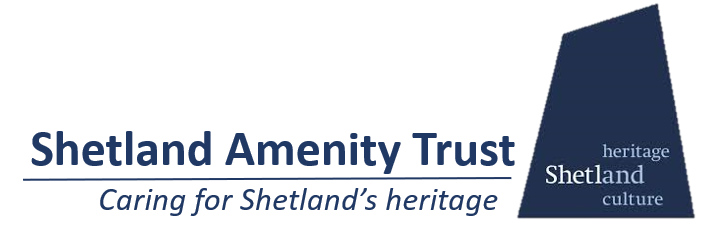 Shetland Amenity Trust
Caring for Shetland's heritage
heritage
Shetland
culture